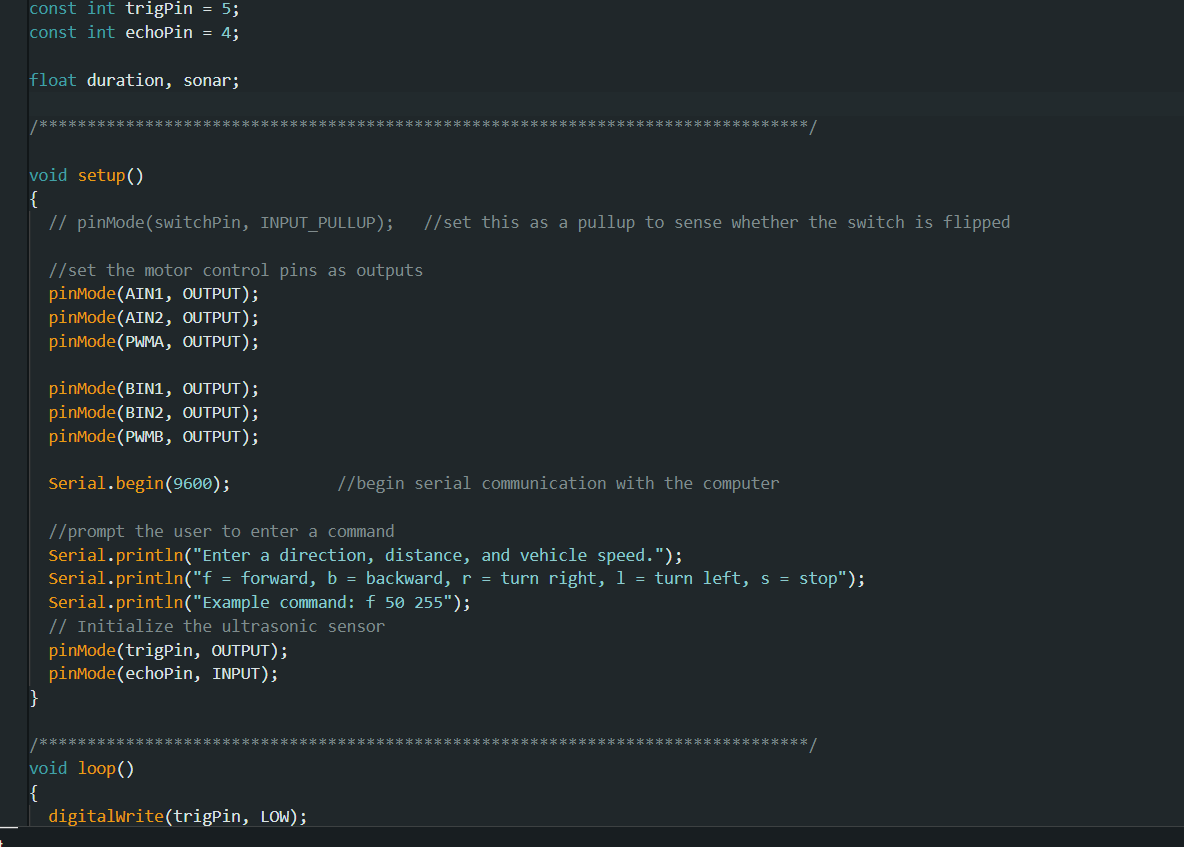 const int trigPin = 5;
const int echoPin = 4;
float duration, sonar;
/********************************************************************************/
void setup()
{
// pinMode(switchPin, INPUT_PULLUP);   //set this as a pullup to sense whether the switch is flipped
//set the motor control pins as outputs
pinMode(AIN1, OUTPUT);
pinMode(AIN2, OUTPUT);
pinMode(PWMA, OUTPUT);
pinMode(BIN1, OUTPUT);
pinMode(BIN2, OUTPUT);
pinMode(PWMB, OUTPUT);
Serial.begin(9600);           //begin serial communication with the computer
//prompt the user to enter a command
Serial.println("Enter a direction, distance, and vehicle speed.");
Serial.println("f = forward, b = backward, r = turn right, l = turn left, s = stop");
Serial.println("Example command: f 50 255");
// Initialize the ultrasonic sensor
pinMode(trigPin, OUTPUT);
pinMode(echoPin, INPUT);
}
/********************************************************************************/
void loop()
{
digitalWrite(trigPin, LOW);